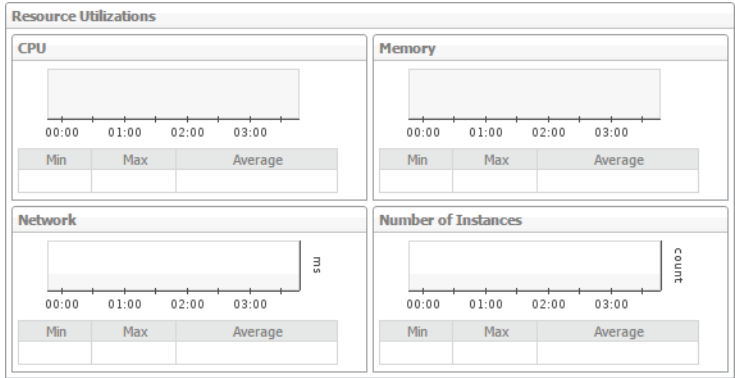 Resource Utilizations
CPU
00:00 01:00 02:00 03:00
Min Max Average
Memory
00:00 01:00 02:00 03:00
Min Max Average
Network
ms
00:00 01:00 02:00 03:00
Min Max Average
Number of Instances
count
00:00 01:00 02:00 03:00
Min Max Average